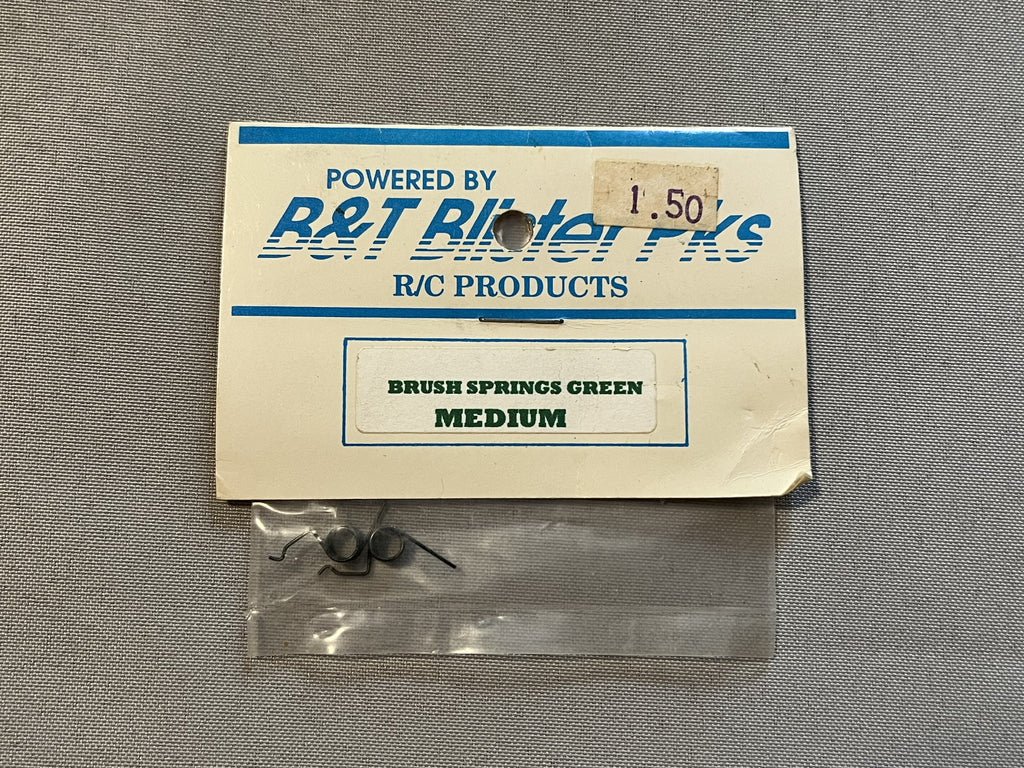 POWERED BY
1.50
B&T Blister Pks
R/C PRODUCTS
BRUSH SPRINGS GREEN
MEDIUM